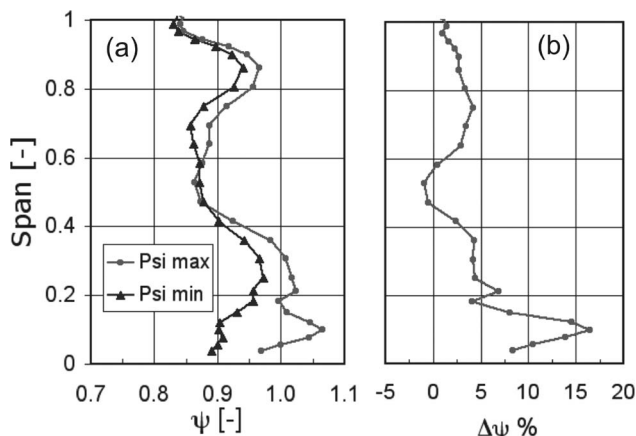 1
(a)
(b)
0.8
0.6
Span [-]
0.4
Psi max
Psi min
0.2
0
0.7 0.8 0.9 1.0 1.1
-5 0 5 10 15 20
ψ [-]
Δψ %